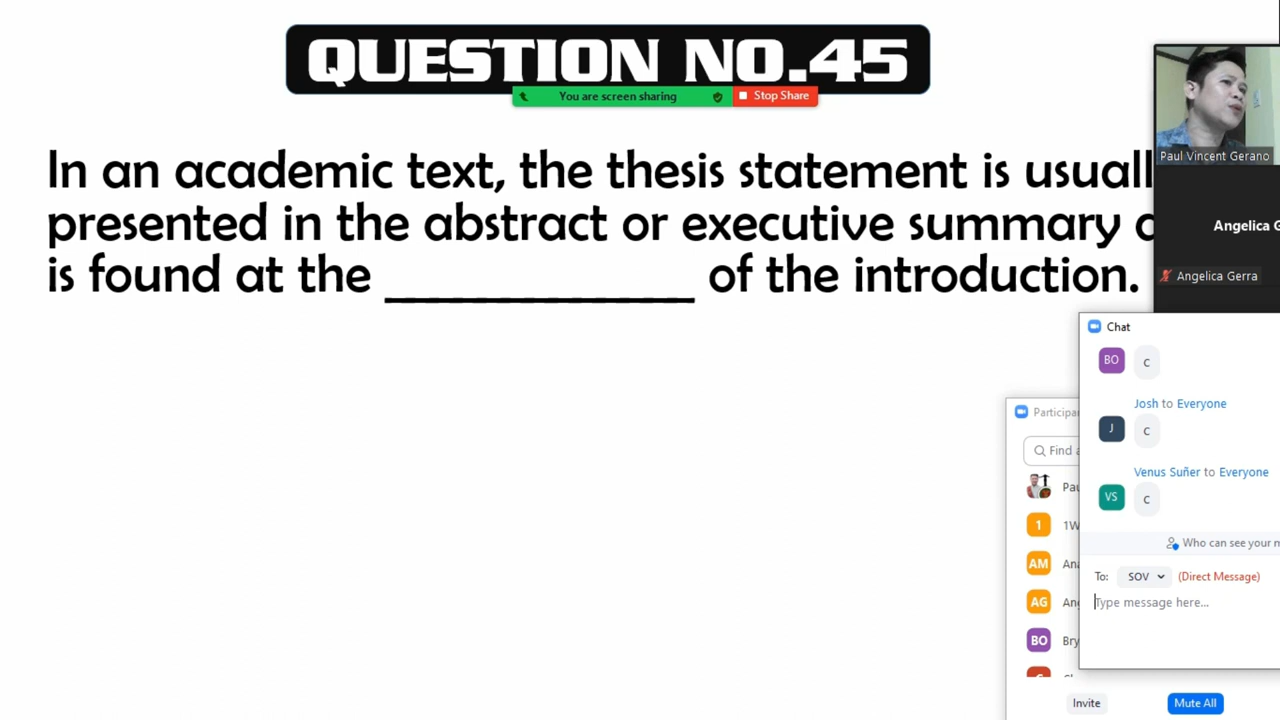 QUESTION NO.45
You are screen sharing
Stop Share
In an academic text, the thesis statement is usuall
presented in the abstract or executive summary
is found at the ____________ of the introduction.
Paul Vincent Gerano
Angelica G
Angelica Gerra
Chat
BO
c
Josh to Everyone
J
c
Venus Suñer to Everyone
VS
c
Who can see your m
To: SOV (Direct Message)
Type message here...
Participa
Find a
Pau
1
1W
AM
Ana
AG
Ang
BO
Bry
Invite
Mute All